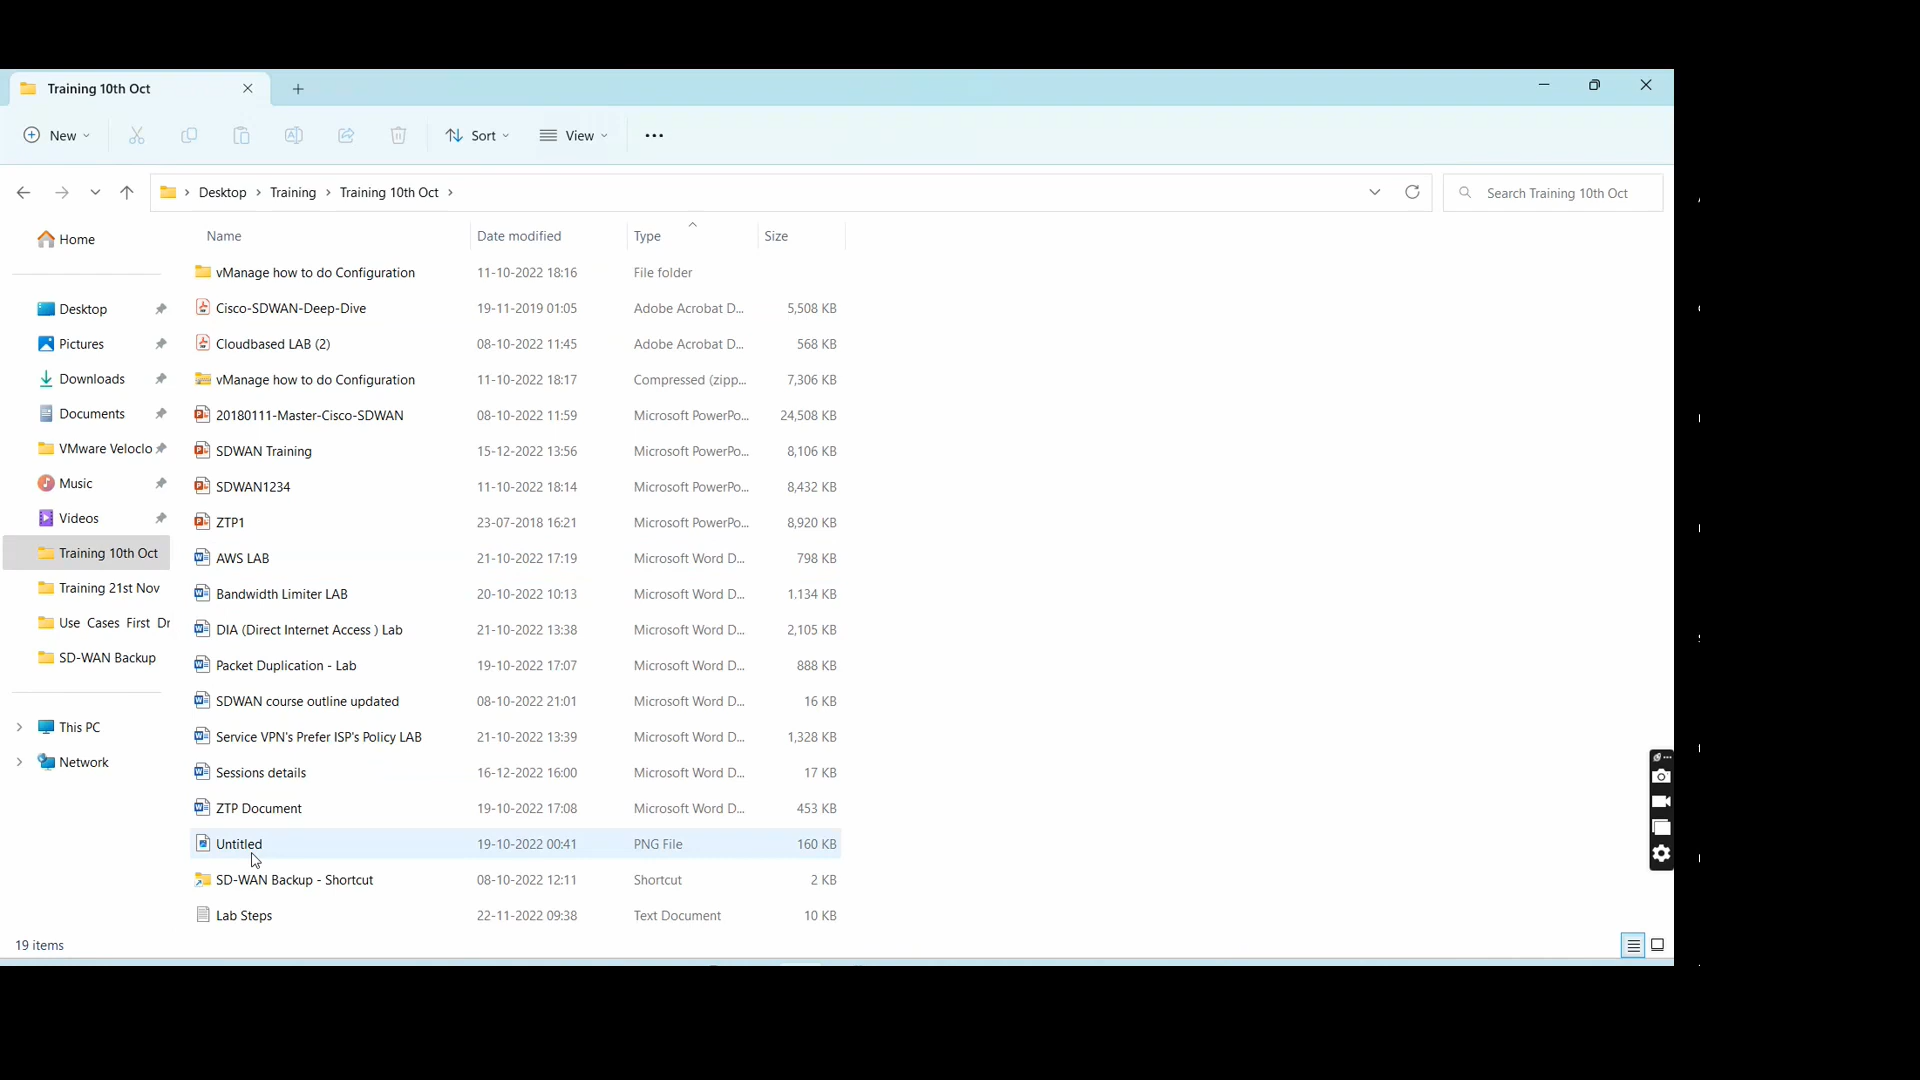 Training 10th Oct
New
Sort
View
Desktop
Training
Training 10th Oct
Search Training 10th Oct
Home
Desktop
Pictures
Downloads
Documents
VMware Veloclo
Music
Videos
Training 10th Oct
Training 21st Nov
Use Cases First Dr
SD-WAN Backup
This PC
Network
Name Date modified Type Size
vManage how to do Configuration 11-10-2022 18:16 File folder
Cisco-SDWAN-Deep-Dive 19-11-2019 01:05 Adobe Acrobat D... 5,508 KB
Cloudbased LAB (2) 08-10-2022 11:45 Adobe Acrobat D... 568 KB
vManage how to do Configuration 11-10-2022 18:17 Compressed (zipp... 7,306 KB
20180111-Master-Cisco-SDWAN 08-10-2022 11:59 Microsoft PowerPo... 24,508 KB
SDWAN Training 15-12-2022 13:56 Microsoft PowerPo... 8,106 KB
SDWAN1234 11-10-2022 18:14 Microsoft PowerPo... 8,432 KB
ZTP1 23-07-2018 16:21 Microsoft PowerPo... 8,920 KB
AWS LAB 21-10-2022 17:19 Microsoft Word D... 798 KB
Bandwidth Limiter LAB 20-10-2022 10:13 Microsoft Word D... 1,134 KB
DIA (Direct Internet Access ) Lab 21-10-2022 13:38 Microsoft Word D... 2,105 KB
Packet Duplication - Lab 19-10-2022 17:07 Microsoft Word D... 888 KB
SDWAN course outline updated 08-10-2022 21:01 Microsoft Word D... 16 KB
Service VPN's Prefer ISP's Policy LAB 21-10-2022 13:39 Microsoft Word D... 1,328 KB
Sessions details 16-12-2022 16:00 Microsoft Word D... 17 KB
ZTP Document 19-10-2022 17:08 Microsoft Word D... 453 KB
Untitled 19-10-2022 00:41 PNG File 160 KB
SD-WAN Backup - Shortcut 08-10-2022 12:11 Shortcut 2 KB
Lab Steps 22-11-2022 09:38 Text Document 10 KB
19 items